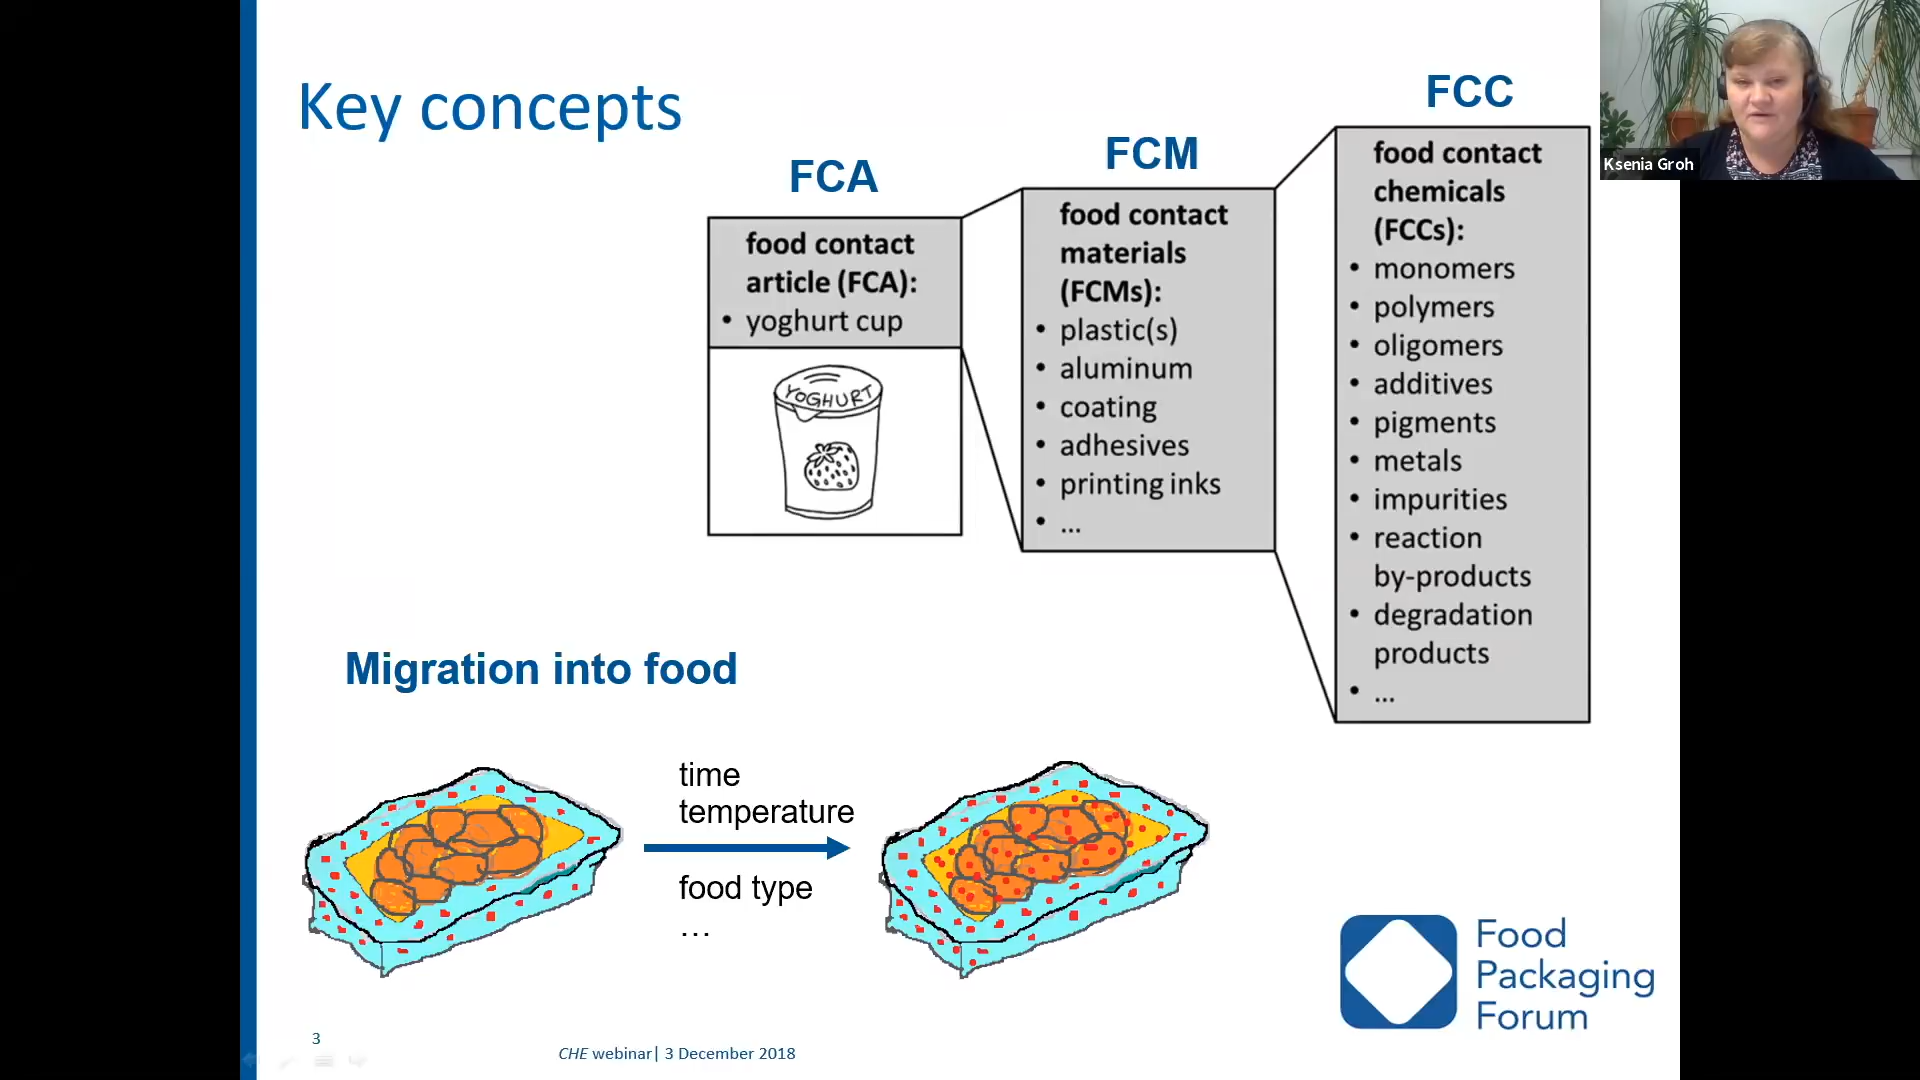 Key concepts
FCA
food contact
article (FCA):
• yoghurt cup
YOGHURT
FCM
food contact
materials
(FCMs):
• plastic(s)
• aluminum
• coating
• adhesives
• printing inks
• ...
FCC
food contact
chemicals
(FCCs):
• monomers
• polymers
• oligomers
• additives
• pigments
• metals
• impurities
• reaction
by-products
• degradation
products
• ...
Ksenia Groh
Migration into food
time
temperature
food type
...
Food
Packaging
Forum
3
CHE webinar| 3 December 2018